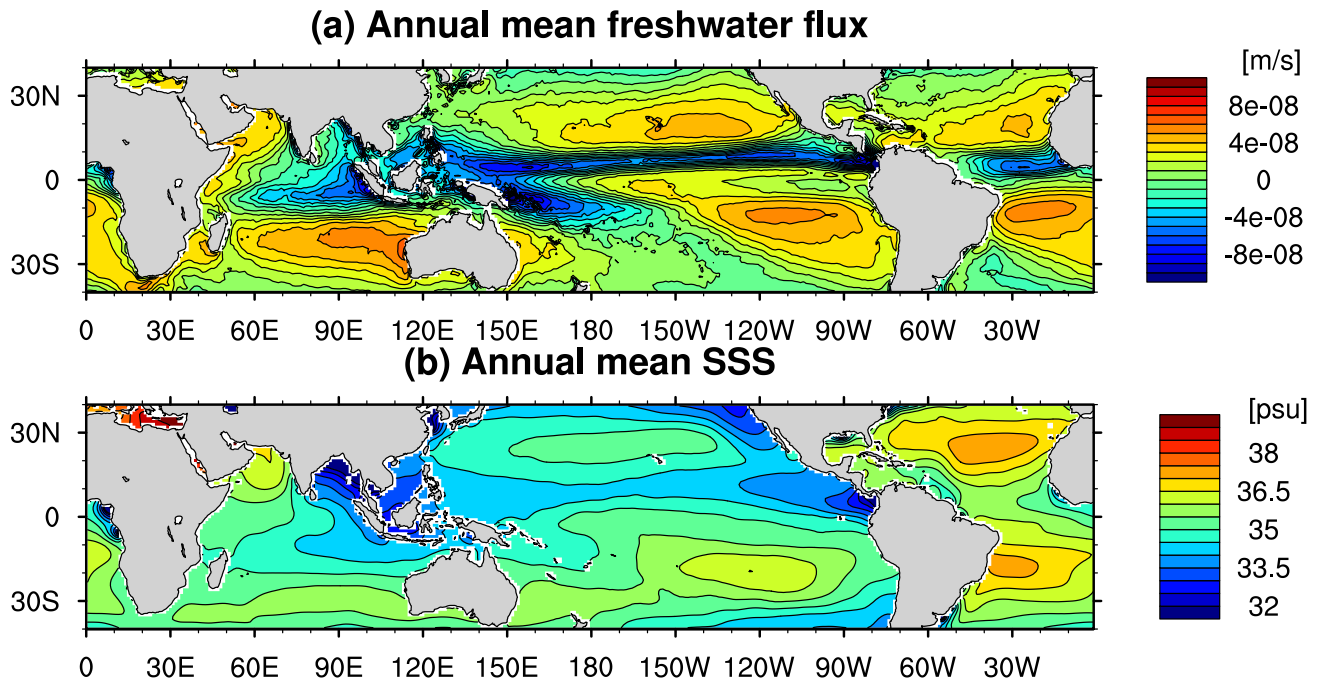 (a) Annual mean freshwater flux
[m/s]
30N
0
30S
8e-08
4e-08
0
-4e-08
-8e-08
0 30E 60E 90E 120E 150E 180 150W 120W 90W 60W 30W
(b) Annual mean SSS
[psu]
30N
0
30S
38
36.5
35
33.5
32
0 30E 60E 90E 120E 150E 180 150W 120W 90W 60W 30W